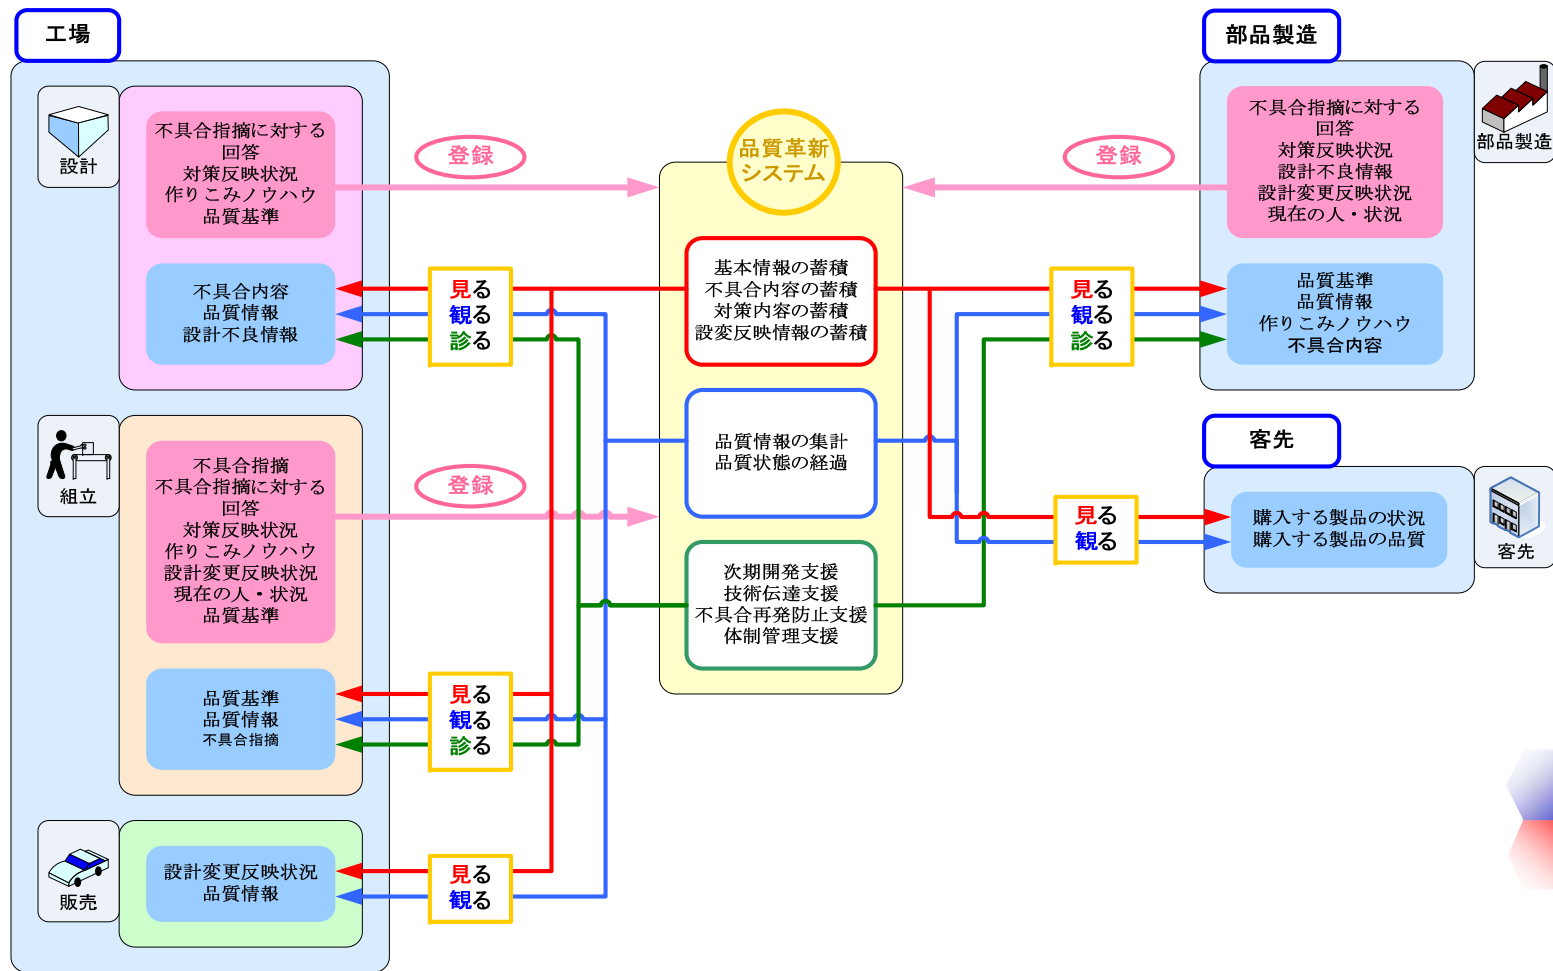 工場
設計
不具合指摘に対する
回答
対策反映状況
作りこみノウハウ
品質基準
登録
不具合内容
品質情報
設計不良情報
見る
観る
診る
組立
不具合指摘
不具合指摘に対する
回答
対策反映状況
作りこみノウハウ
設計変更反映状況
現在の人・状況
品質基準
登録
品質基準
品質情報
不具合指摘
見る
観る
診る
販売
設計変更反映状況
品質情報
見る
観る
品質革新
システム
基本情報の蓄積
不具合内容の蓄積
対策内容の蓄積
設変反映情報の蓄積
品質情報の集計
品質状態の経過
次期開発支援
技術伝達支援
不具合再発防止支援
体制管理支援
部品製造
部品製造
登録
不具合指摘に対する
回答
対策反映状況
設計不良情報
設計変更反映状況
現在の人・状況
見る
観る
診る
品質基準
品質情報
作りこみノウハウ
不具合内容
客先
客先
見る
観る
購入する製品の状況
購入する製品の品質